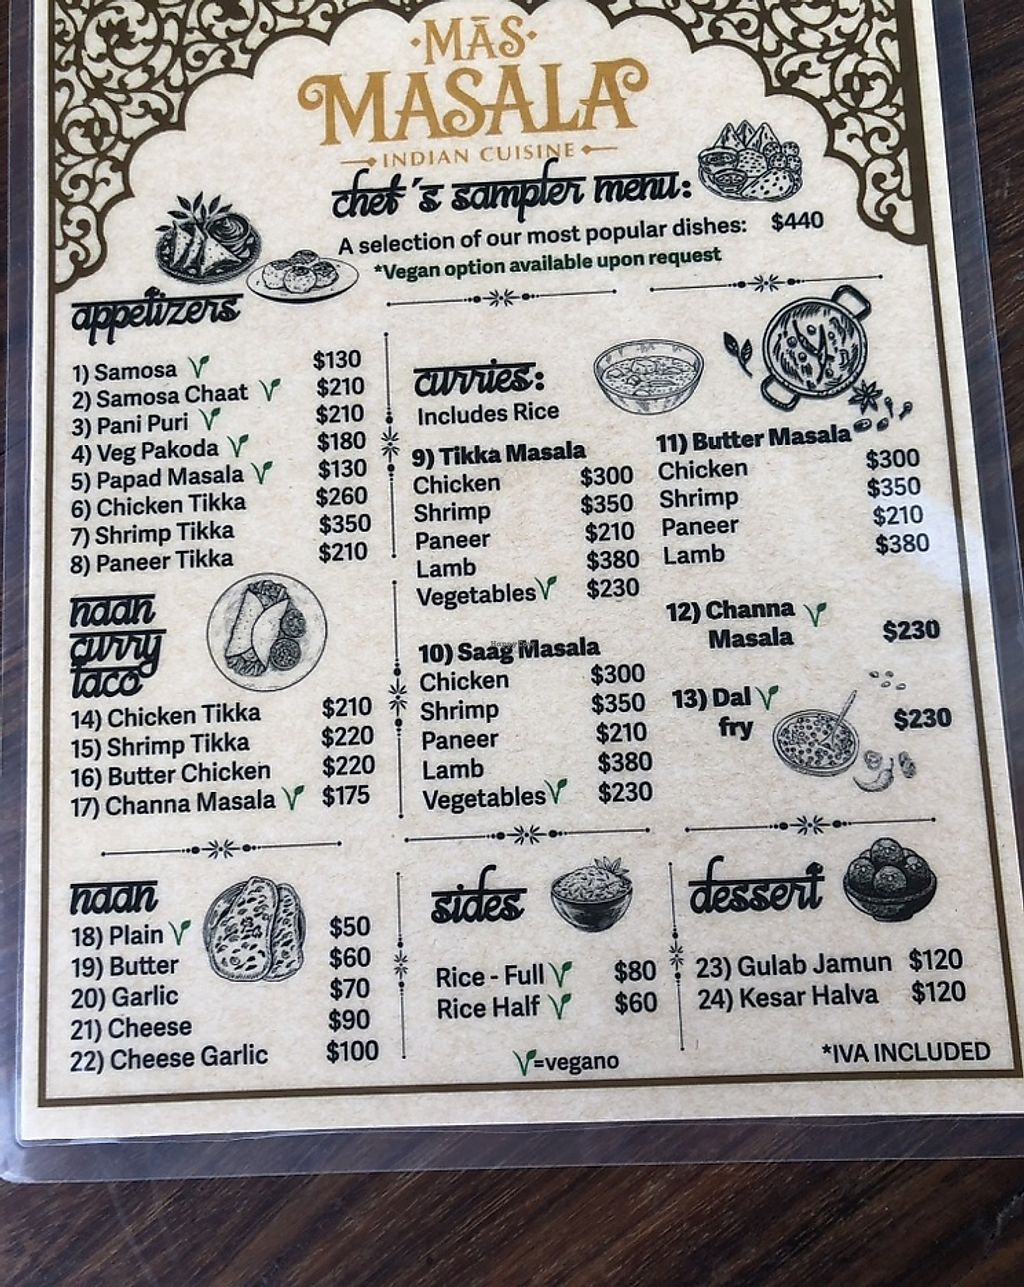 ·MĀS·
MASALA
INDIAN CUISINE
chef's sampler menu:
A selection of our most popular dishes: $440
*Vegan option available upon request
appetizers
1) Samosa $130
2) Samosa Chaat $210
3) Pani Puri $210
4) Veg Pakoda $180
5) Papad Masala $130
6) Chicken Tikka $260
7) Shrimp Tikka $350
8) Paneer Tikka $210
naan
curry
taco
14) Chicken Tikka $210
15) Shrimp Tikka $220
16) Butter Chicken $220
17) Channa Masala $175
curries:
Includes Rice
9) Tikka Masala
Chicken $300
Shrimp $350
Paneer $210
Lamb $380
Vegetables $230
10) Saag Masala
Chicken $300
Shrimp $350
Paneer $210
Lamb $380
Vegetables $230
11) Butter Masala
Chicken $300
Shrimp $350
Paneer $210
Lamb $380
12) Channa
Masala $230
13) Dal
fry $230
naan
18) Plain $50
19) Butter $60
20) Garlic $70
21) Cheese $90
22) Cheese Garlic $100
sides
Rice - Full $80
Rice Half $60
V=vegano
dessert
23) Gulab Jamun $120
24) Kesar Halva $120
*IVA INCLUDED